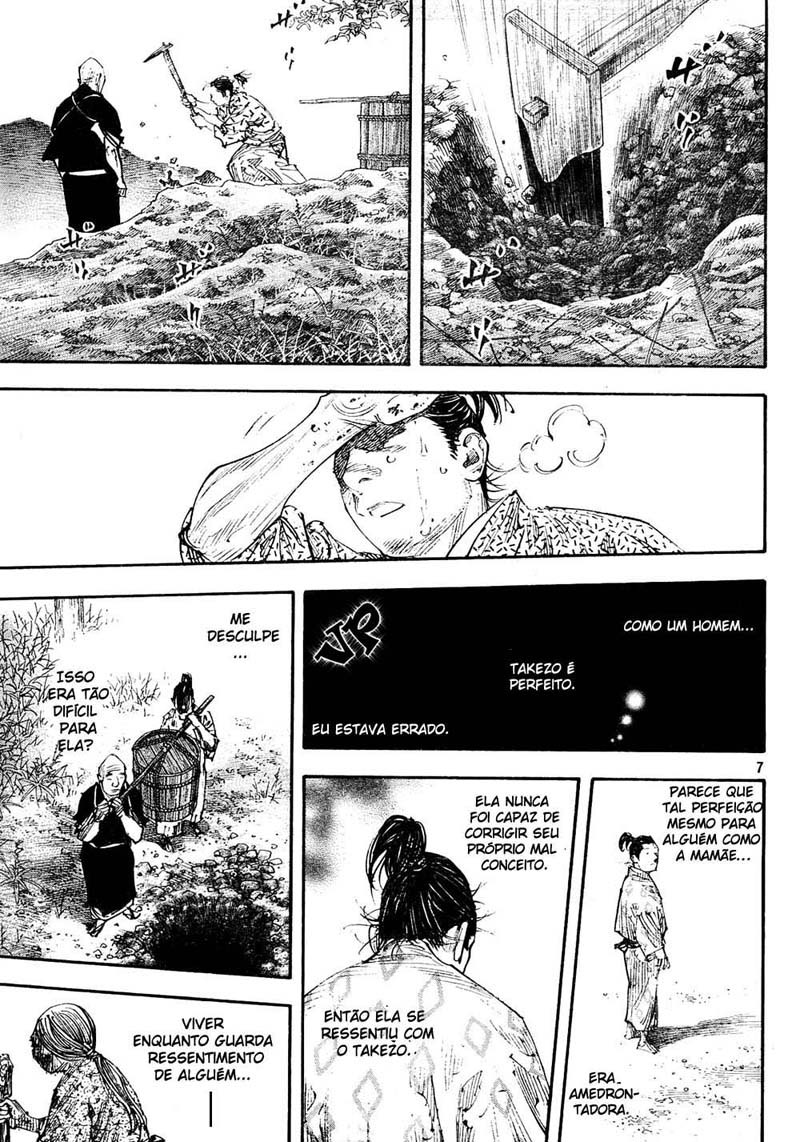 COMO UM HOMEM...
TAKEZO É
PERFEITO.
EU ESTAVA ERRADO.
JP
7
PARECE QUE
TAL PERFEIÇÃO
MESMO PARA
ALGUÉM COMO
A MAMÃE...
ERA
AMEDRON-
TADORA.
ELA NUNCA
FOI CAPAZ DE
CORRIGIR SEU
PRÓPRIO MAL
CONCEITO.
ENTÃO ELA SE
RESSENTIU COM
O TAKEZO.
ME
DESCULPE
...
ISSO
ERA TÃO
DIFÍCIL
PARA
ELA?
VIVER
ENQUANTO GUARDA
RESSENTIMENTO
DE ALGUÉM...